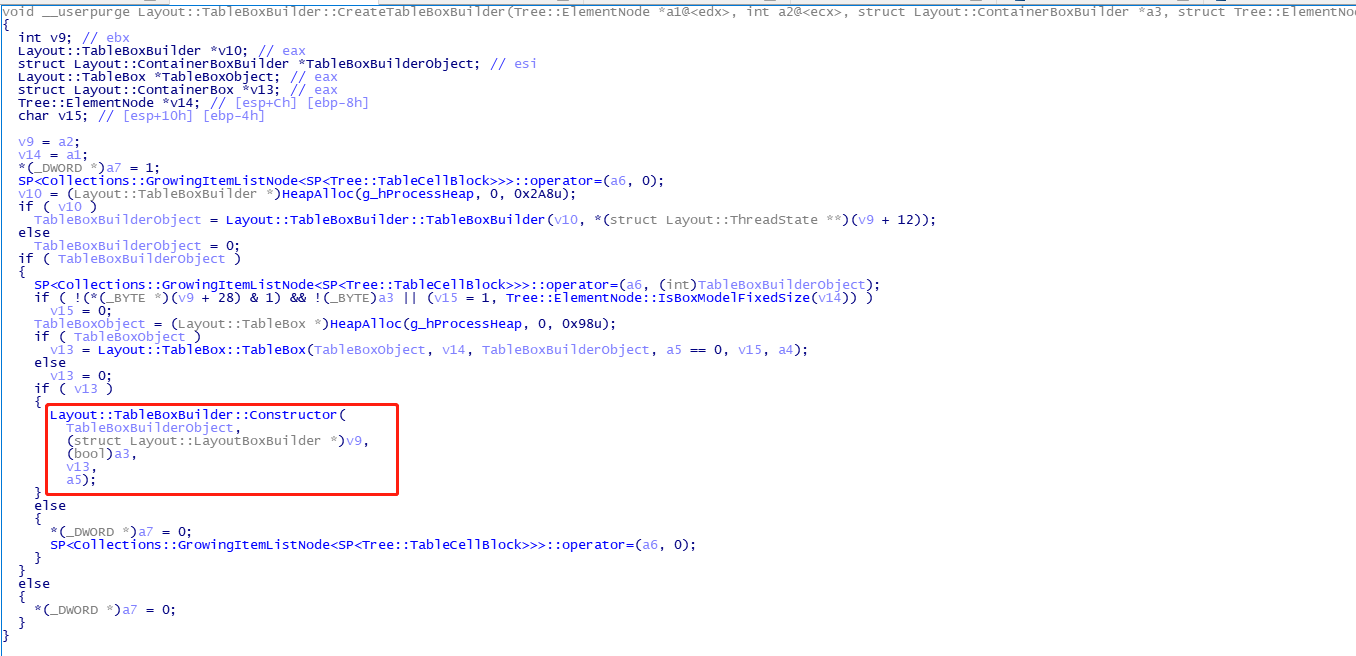 void __userpurge Layout::TableBoxBuilder::CreateTableBoxBuilder(Tree::ElementNode *a1@<edx>, int a2@<ecx>, struct Layout::ContainerBoxBuilder *a3, struct Tree::ElementNo
{
  int v9; // ebx
  Layout::TableBoxBuilder *v10; // eax
  struct Layout::ContainerBoxBuilder *TableBoxBuilderObject; // esi
  Layout::TableBox *TableBoxObject; // eax
  struct Layout::ContainerBox *v13; // eax
  Tree::ElementNode *v14; // [esp+Ch] [ebp-8h]
  char v15; // [esp+10h] [ebp-4h]

  v9 = a2;
  v14 = a1;
  *(_DWORD *)a7 = 1;
  SP<Collections::GrowingItemListNode<SP<Tree::TableCellBlock>>>::operator=(a6, 0);
  v10 = (Layout::TableBoxBuilder *)HeapAlloc(g_hProcessHeap, 0, 0x2A8u);
  if ( v10 )
    TableBoxBuilderObject = Layout::TableBoxBuilder::TableBoxBuilder(v10, *(struct Layout::ThreadState **)(v9 + 12));
  else
    TableBoxBuilderObject = 0;
  if ( TableBoxBuilderObject )
  {
    SP<Collections::GrowingItemListNode<SP<Tree::TableCellBlock>>>::operator=(a6, (int)TableBoxBuilderObject);
    if ( !(*(_BYTE *)(v9 + 28) & 1) && !(_BYTE)a3 || (v15 = 1, Tree::ElementNode::IsBoxModelFixedSize(v14)) )
      v15 = 0;
    TableBoxObject = (Layout::TableBox *)HeapAlloc(g_hProcessHeap, 0, 0x98u);
    if ( TableBoxObject )
      v13 = Layout::TableBox::TableBox(TableBoxObject, v14, TableBoxBuilderObject, a5 == 0, v15, a4);
    else
      v13 = 0;
    if ( v13 )
    {
      Layout::TableBoxBuilder::Constructor(
        TableBoxBuilderObject,
        (struct Layout::LayoutBoxBuilder *)v9,
        (bool)a3,
        v13,
        a5);
    }
    else
    {
      *(_DWORD *)a7 = 0;
      SP<Collections::GrowingItemListNode<SP<Tree::TableCellBlock>>>::operator=(a6, 0);
    }
  }
  else
  {
    *(_DWORD *)a7 = 0;
  }
}